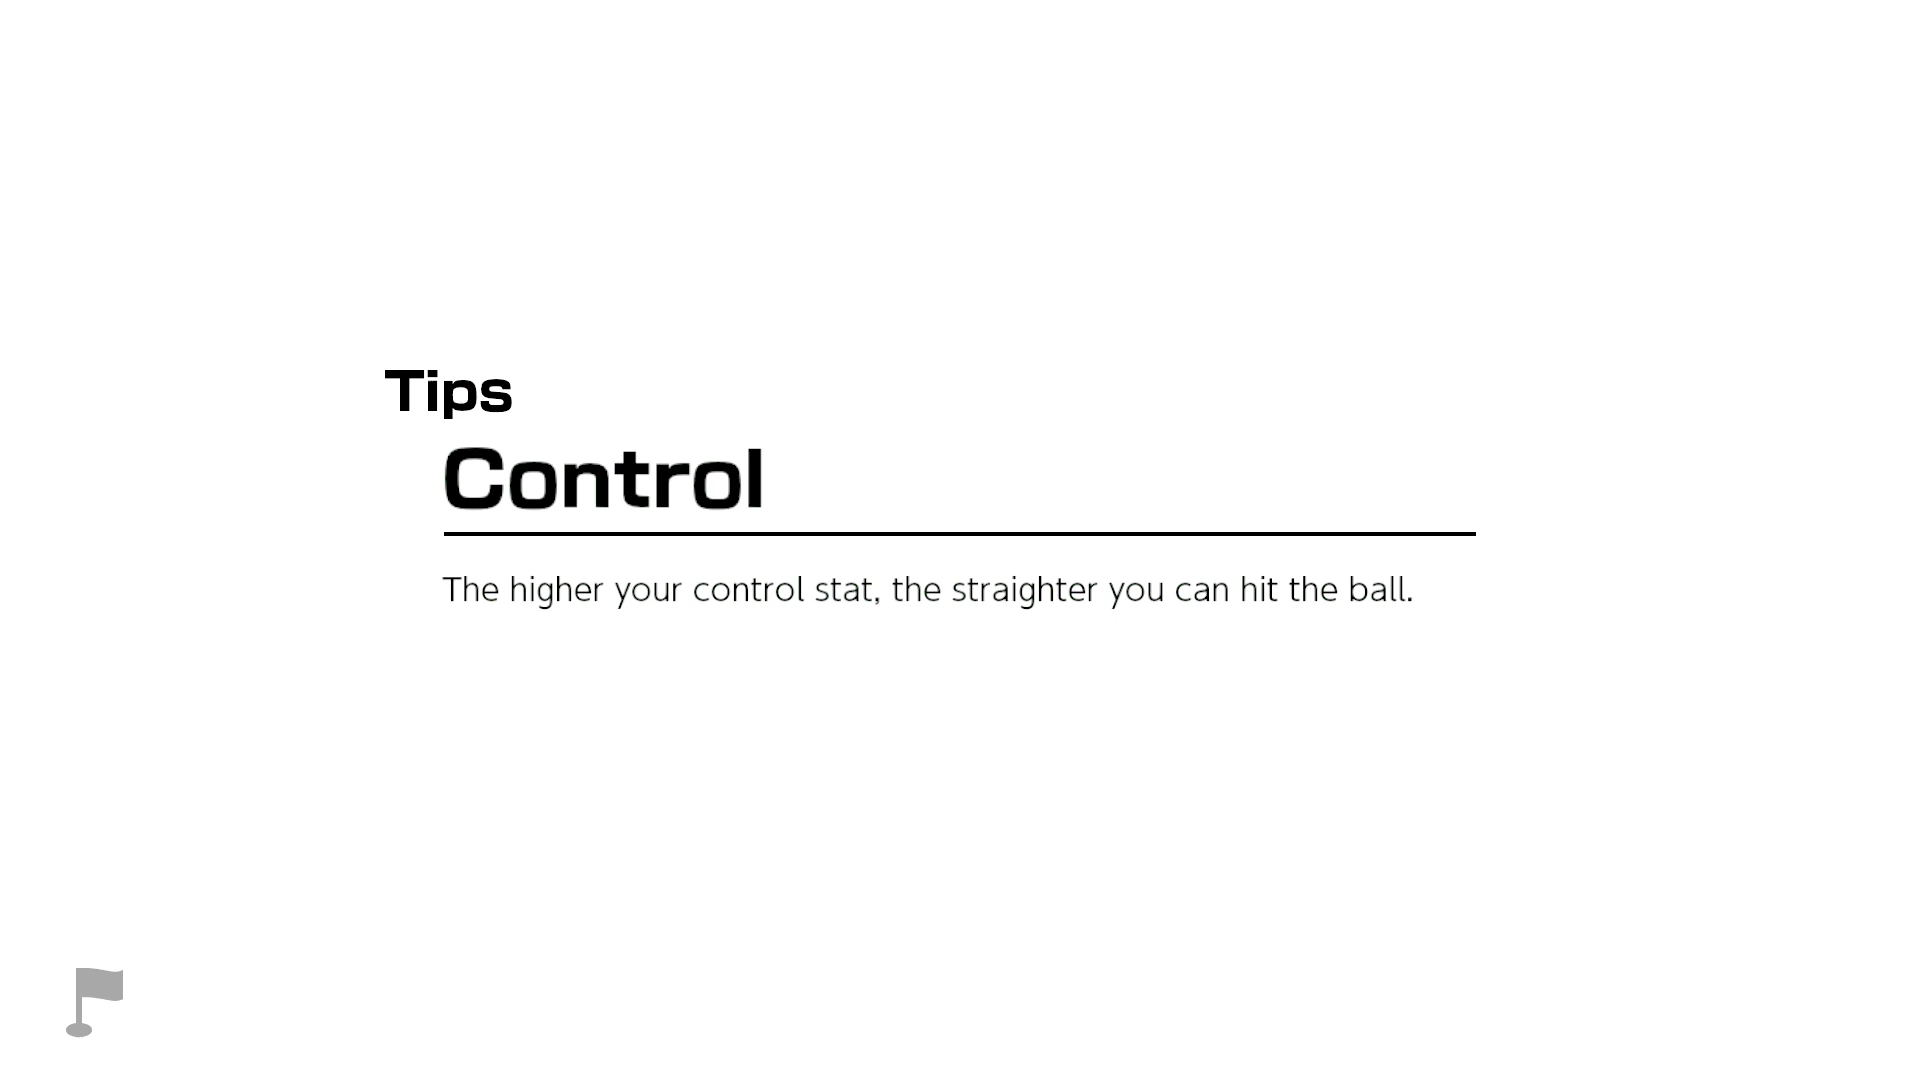 Tips
Control
The higher your control stat, the straighter you can hit the ball.